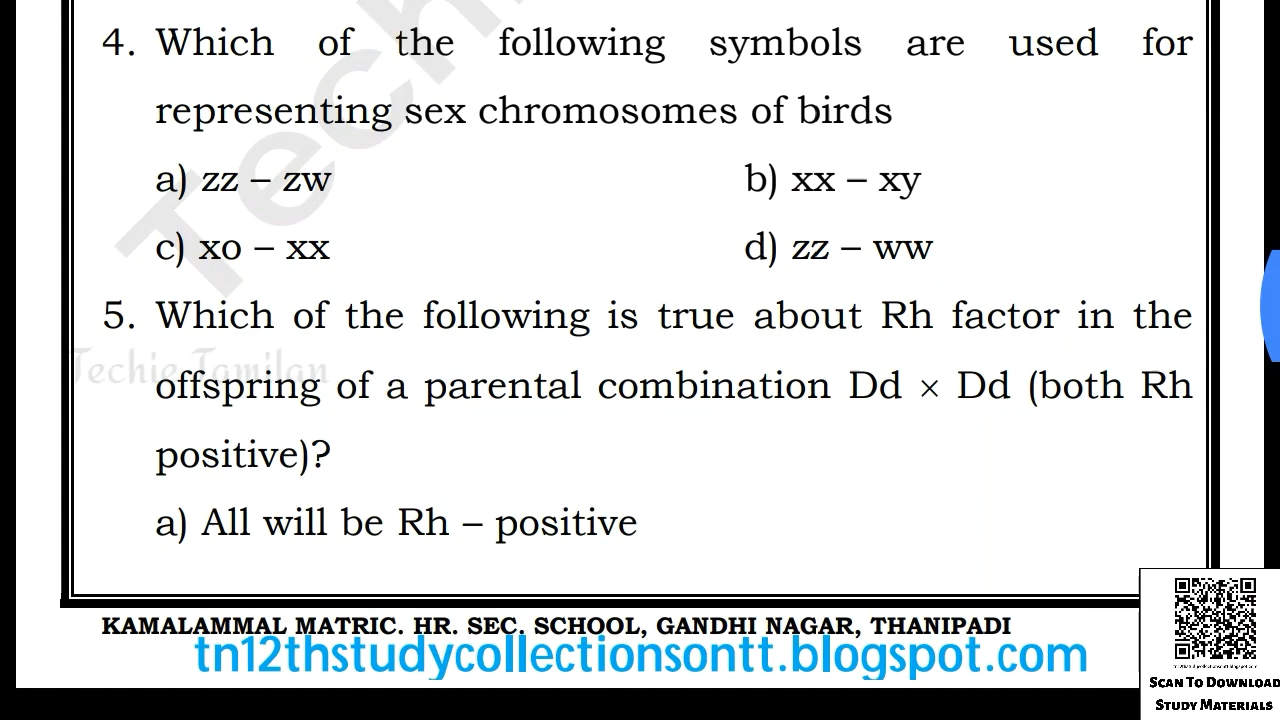 4. Which of the following symbols are used for
representing sex chromosomes of birds
a) zz – zw b) xx – xy
c) xo – xx d) zz – ww
5. Which of the following is true about Rh factor in the
Techie Tamilan
offspring of a parental combination Dd × Dd (both Rh
positive)?
a) All will be Rh – positive
KAMALAMMAL MATRIC. HR. SEC. SCHOOL, GANDHI NAGAR, THANIPADI
tn12thstudycollectionsontt.blogspot.com
SCAN TO DOWNLOAD
STUDY MATERIALS
Tech